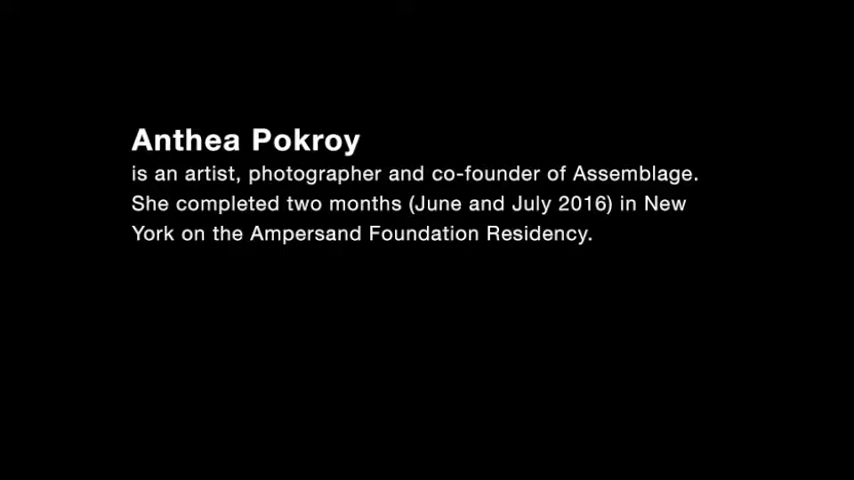 Anthea Pokroy
is an artist, photographer and co-founder of Assemblage.
She completed two months (June and July 2016) in New
York on the Ampersand Foundation Residency.